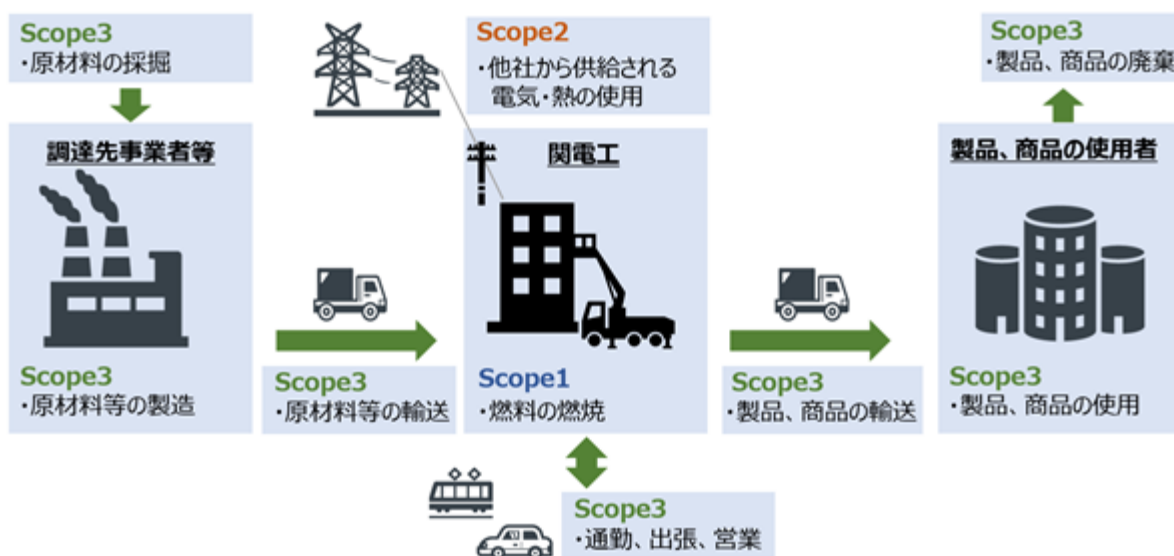 Scope3
・原材料の採掘
調達先事業者等
Scope3
・原材料等の製造
Scope3
・原材料等の輸送
Scope2
・他社から供給される
電気・熱の使用
関電工
Scope1
・燃料の燃焼
Scope3
・通勤、出張、営業
Scope3
・製品、商品の輸送
Scope3
・製品、商品の廃棄
製品、商品の使用者
Scope3
・製品、商品の使用